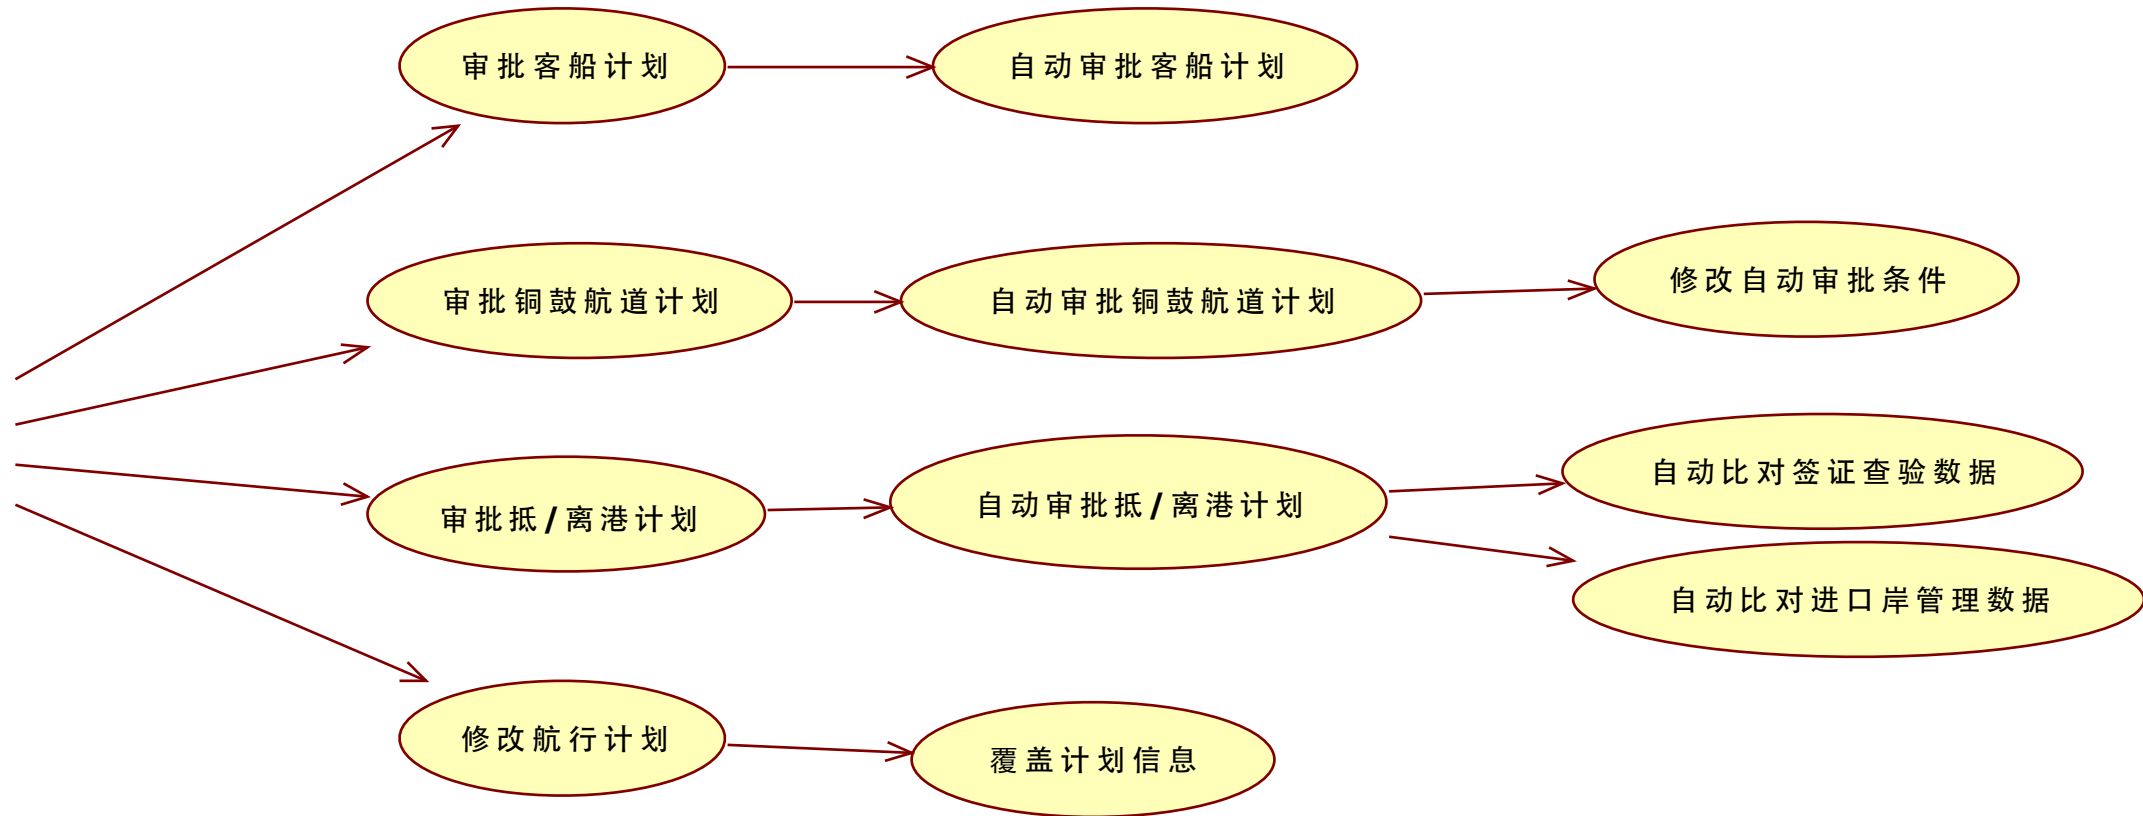 审批客船计划
自动审批客船计划
审批铜鼓航道计划
自动审批铜鼓航道计划
修改自动审批条件
审批抵/离港计划
自动审批抵/离港计划
自动比对签证查验数据
自动比对进口岸管理数据
修改航行计划
覆盖计划信息